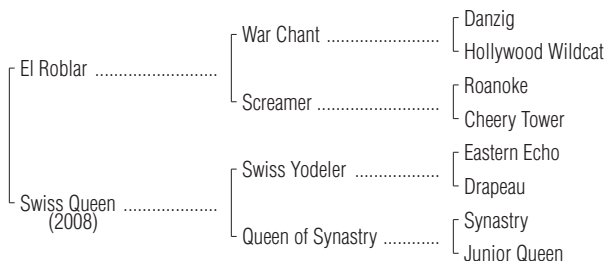 Danzig
War Chant ........................
Hollywood Wildcat
El Roblar ..........................
Roanoke
Screamer ..........................
Cheery Tower
Eastern Echo
Swiss Yodeler ..................
Drapeau
Swiss Queen ....................
(2008)
Synastry
Queen of Synastry ............
Junior Queen